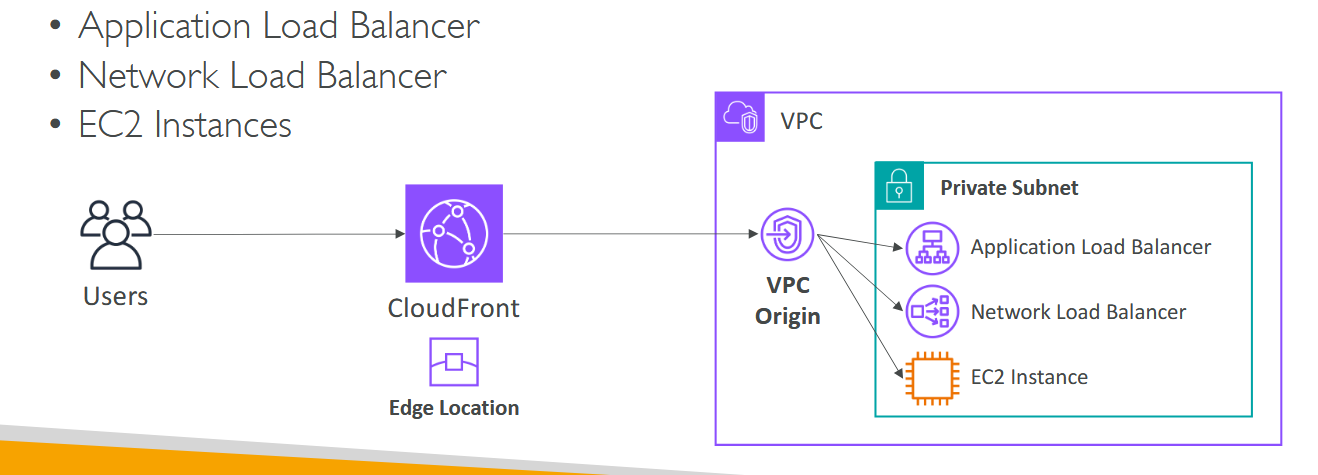 • Application Load Balancer
• Network Load Balancer
• EC2 Instances
VPC
Private Subnet
Application Load Balancer
Users
CloudFront
VPC
Origin
Network Load Balancer
EC2 Instance
Edge Location